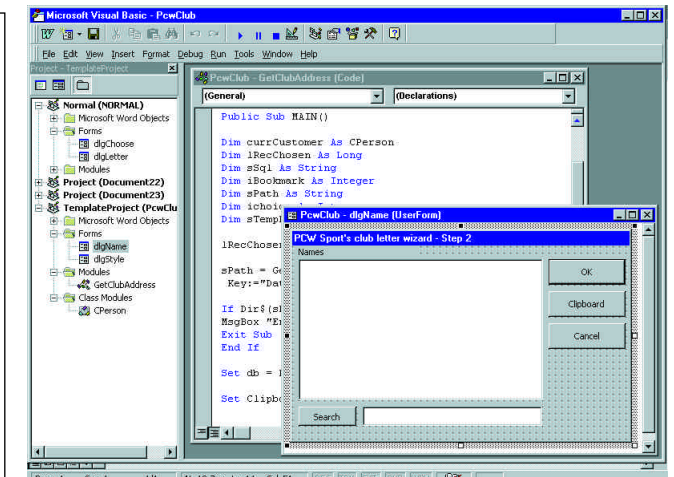 Microsoft Visual Basic - PcwClub
File Edit View Insert Format Debug Run Tools Window Help
Project - TemplateProject
Normal (NORMAL)
Microsoft Word Objects
Forms
dlgChoose
dlgLetter
Modules
Project (Document22)
Project (Document23)
TemplateProject (PcwClu
Microsoft Word Objects
Forms
dlgName
dlgStyle
Modules
GetClubAddress
Class Modules
CPerson
PcwClub - GetClubAddress (Code)
(General) (Declarations)
Public Sub MAIN()
Dim currCustomer As CPerson
Dim lRecChosen As Long
Dim sSql As String
Dim iBookmark As Integer
Dim sPath As String
Dim ichoice
Dim sTempl
lRecChosen
sPath = Ge
Key:="Dat
If Dir$(sP
MsgBox "Er
Exit Sub
End If
Set db =
Set Clipbo
PcwClub - dlgName (UserForm)
PCW Sport's club letter wizard - Step 2
Names
OK
Clipboard
Cancel
Search